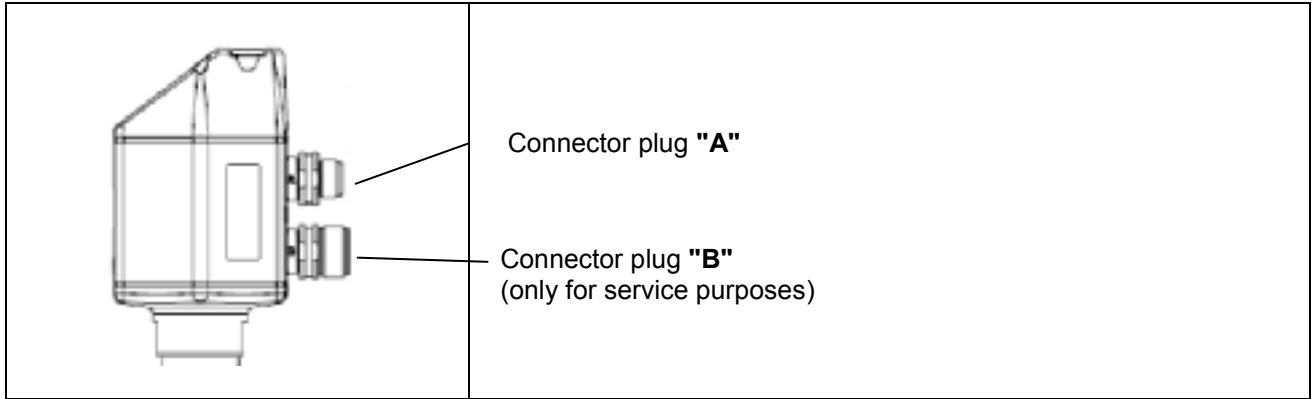 Connector plug "A"
Connector plug "B"
(only for service purposes)